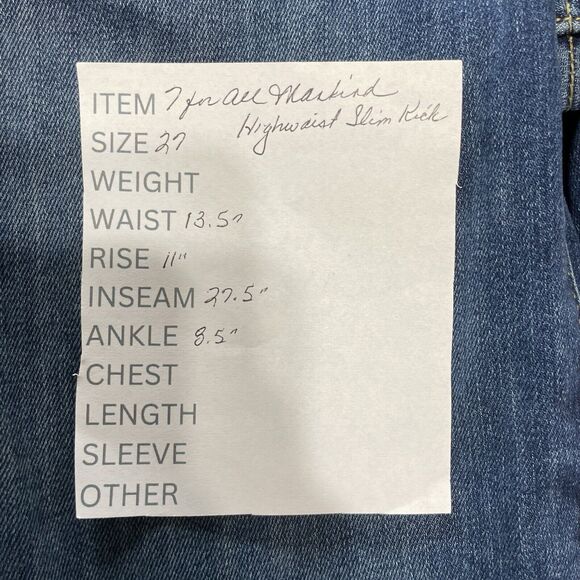 ITEM 7 for All Mankind
Highwaist Slim Kick
SIZE 27
WEIGHT
WAIST 13.5"
RISE 11"
INSEAM 27.5"
ANKLE 8.5"
CHEST
LENGTH
SLEEVE
OTHER